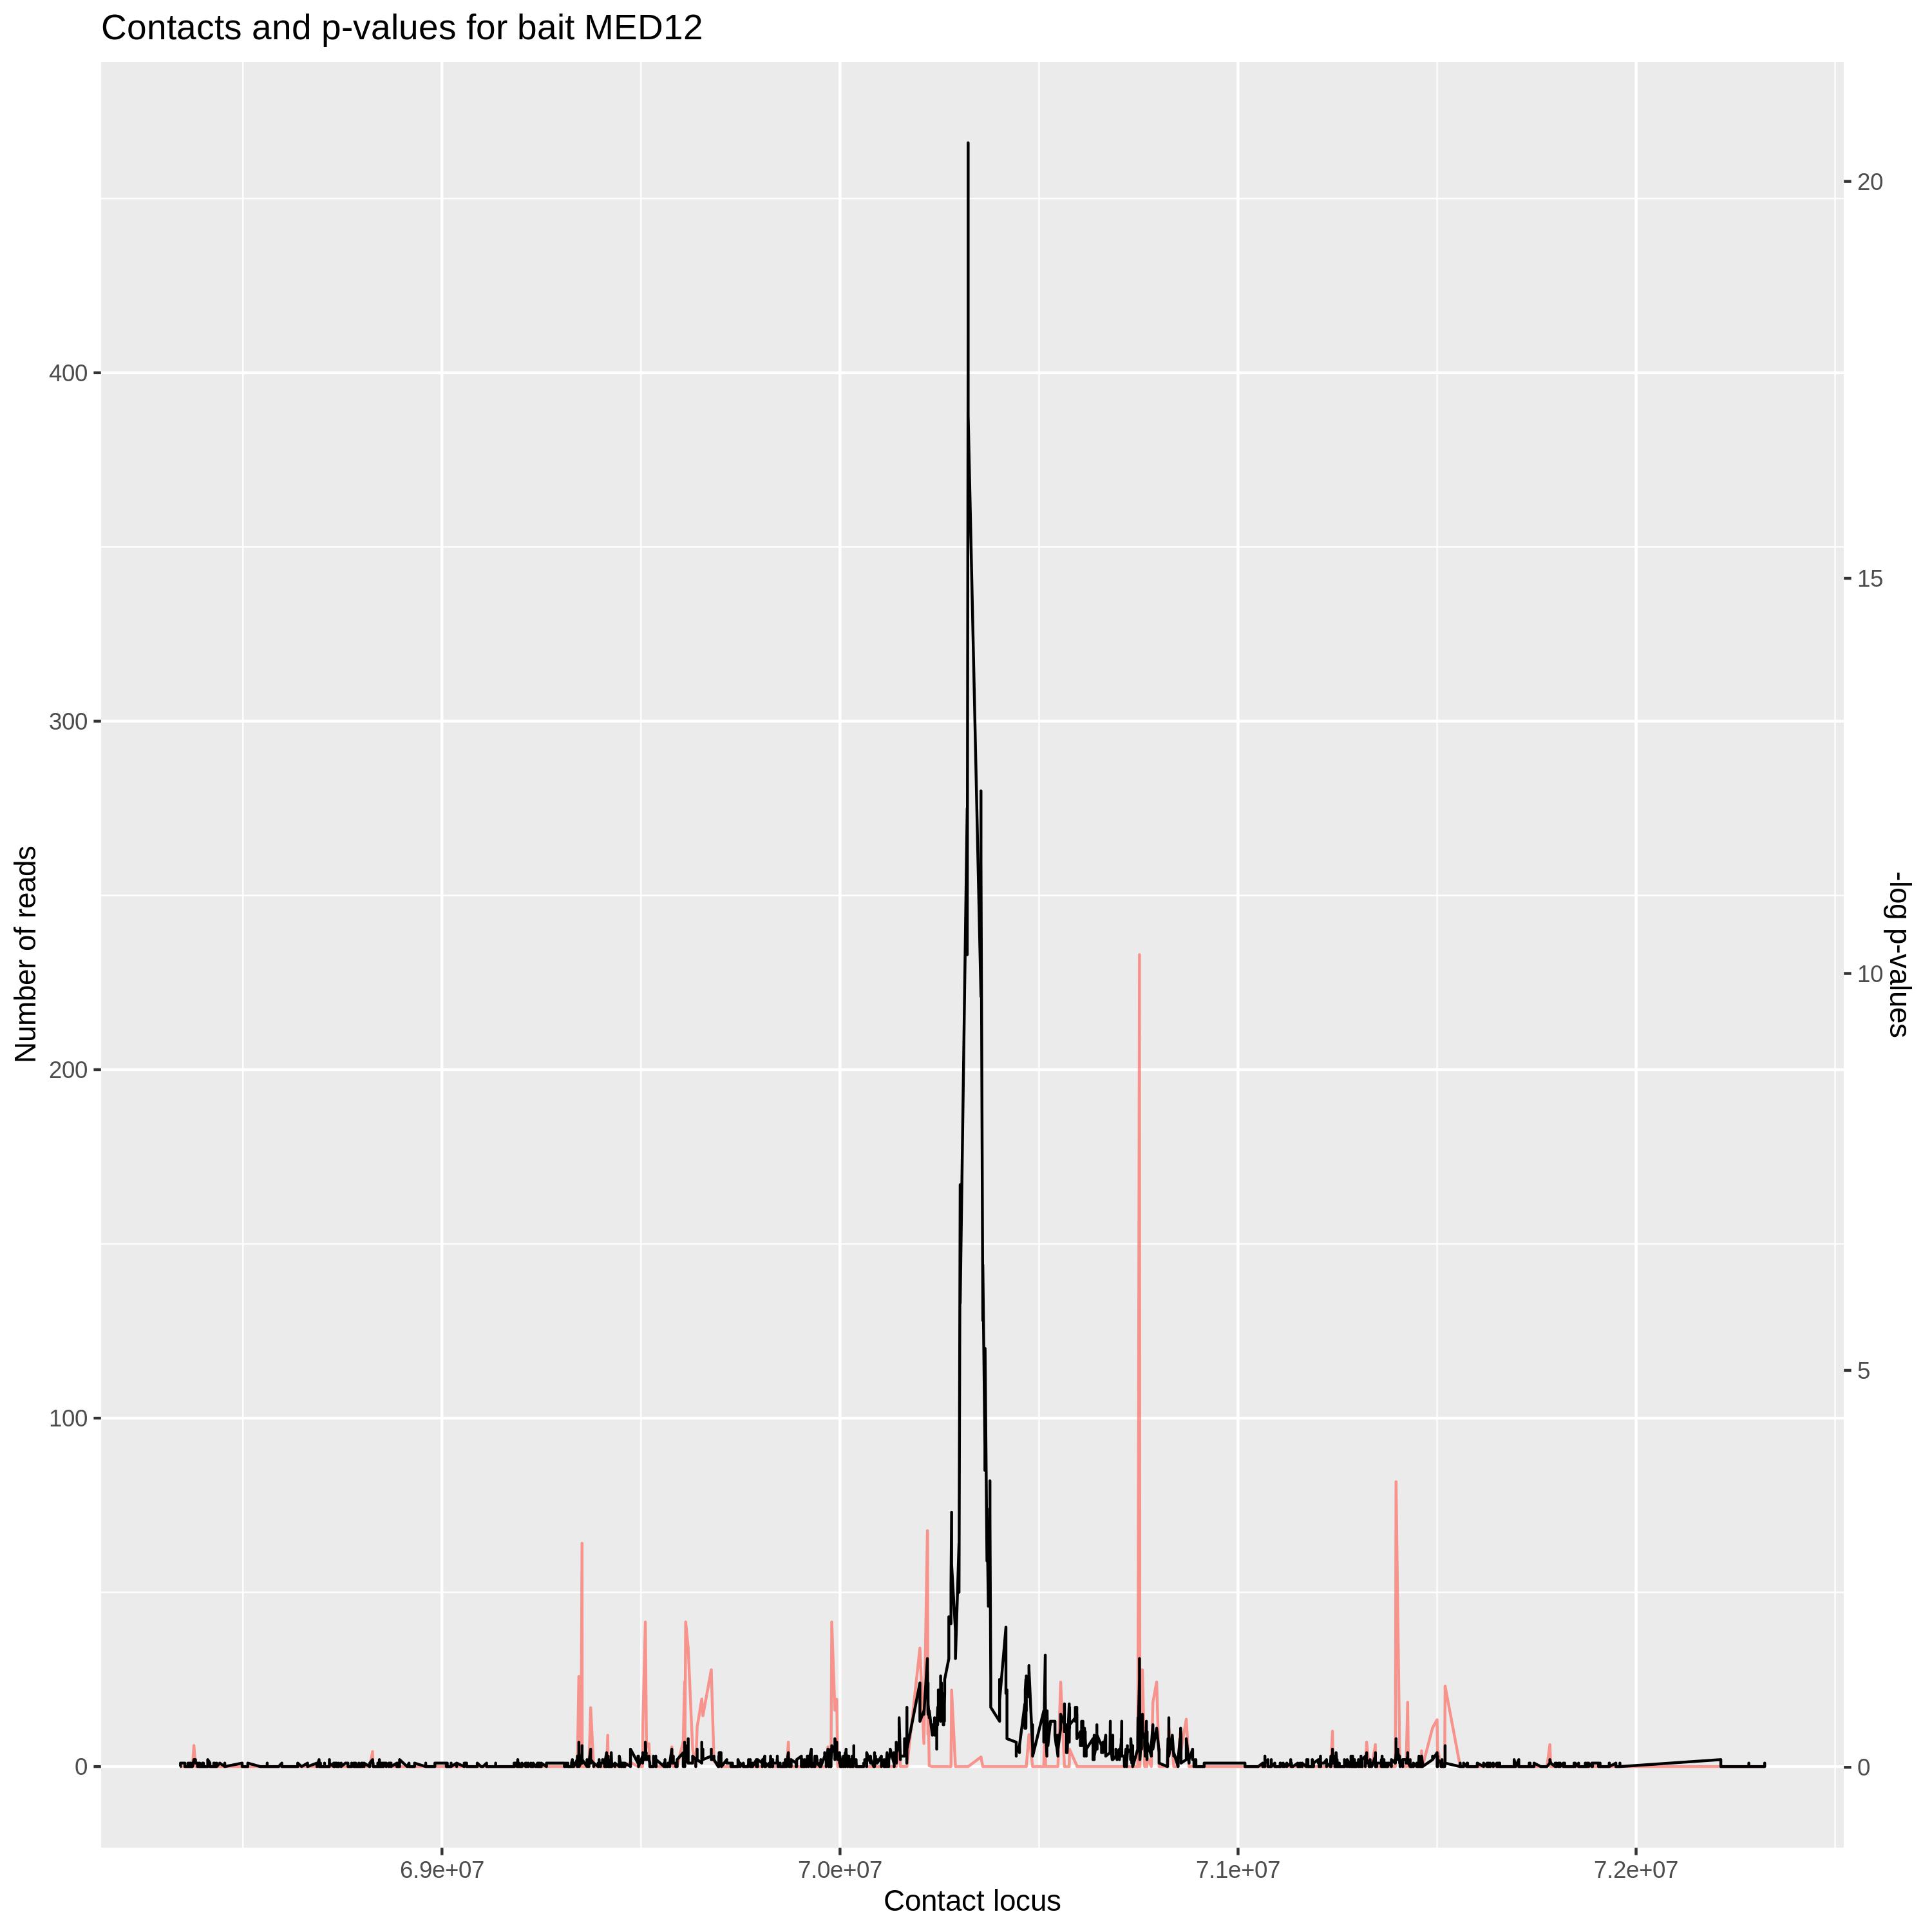 Contacts and p-values for bait MED12
Number of reads
400
300
200
100
0
20
15
10
5
0
-log p-values
6.9e+07 7.0e+07 7.1e+07 7.2e+07
Contact locus